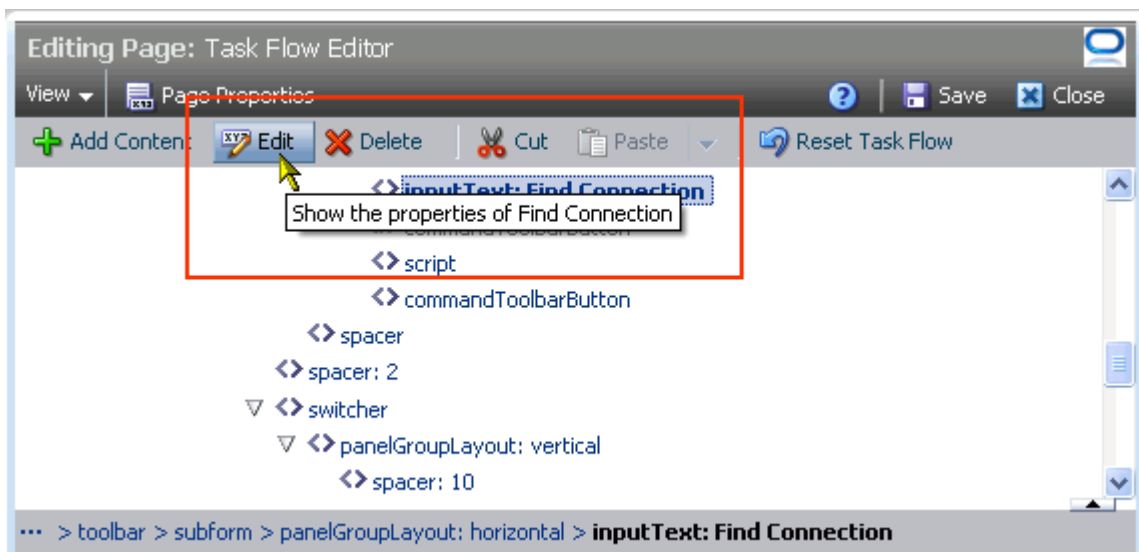 Editing Page: Task Flow Editor
View Page Properties Save Close
Add Content Edit Delete Cut Paste Reset Task Flow
inputText: Find Connection
Show the properties of Find Connection
commandToolbarButton
script
commandToolbarButton
spacer
spacer: 2
switcher
panelGroupLayout: vertical
spacer: 10
... > toolbar > subform > panelGroupLayout: horizontal > inputText: Find Connection